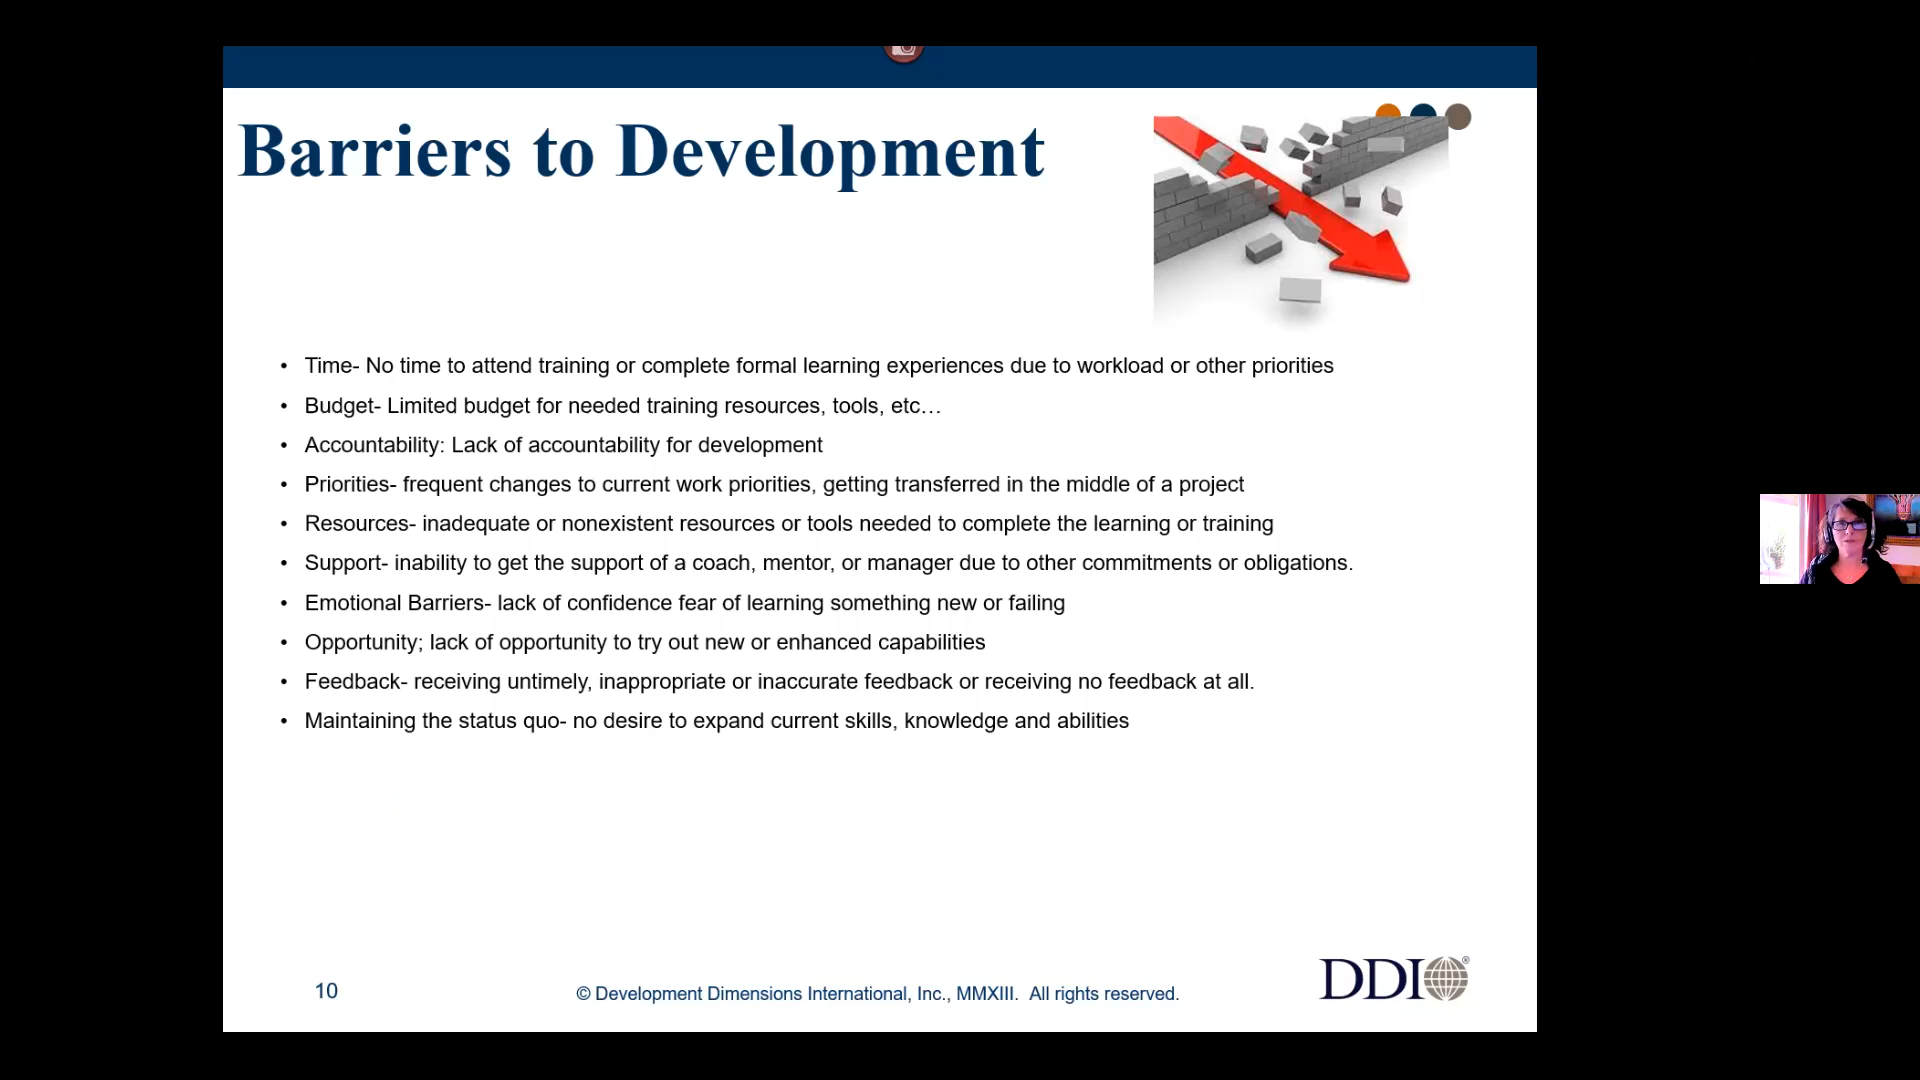 Barriers to Development
• Time- No time to attend training or complete formal learning experiences due to workload or other priorities
• Budget- Limited budget for needed training resources, tools, etc…
• Accountability: Lack of accountability for development
• Priorities- frequent changes to current work priorities, getting transferred in the middle of a project
• Resources- inadequate or nonexistent resources or tools needed to complete the learning or training
• Support- inability to get the support of a coach, mentor, or manager due to other commitments or obligations.
• Emotional Barriers- lack of confidence fear of learning something new or failing
• Opportunity; lack of opportunity to try out new or enhanced capabilities
• Feedback- receiving untimely, inappropriate or inaccurate feedback or receiving no feedback at all.
• Maintaining the status quo- no desire to expand current skills, knowledge and abilities
10
© Development Dimensions International, Inc., MMXIII. All rights reserved.
DDI®